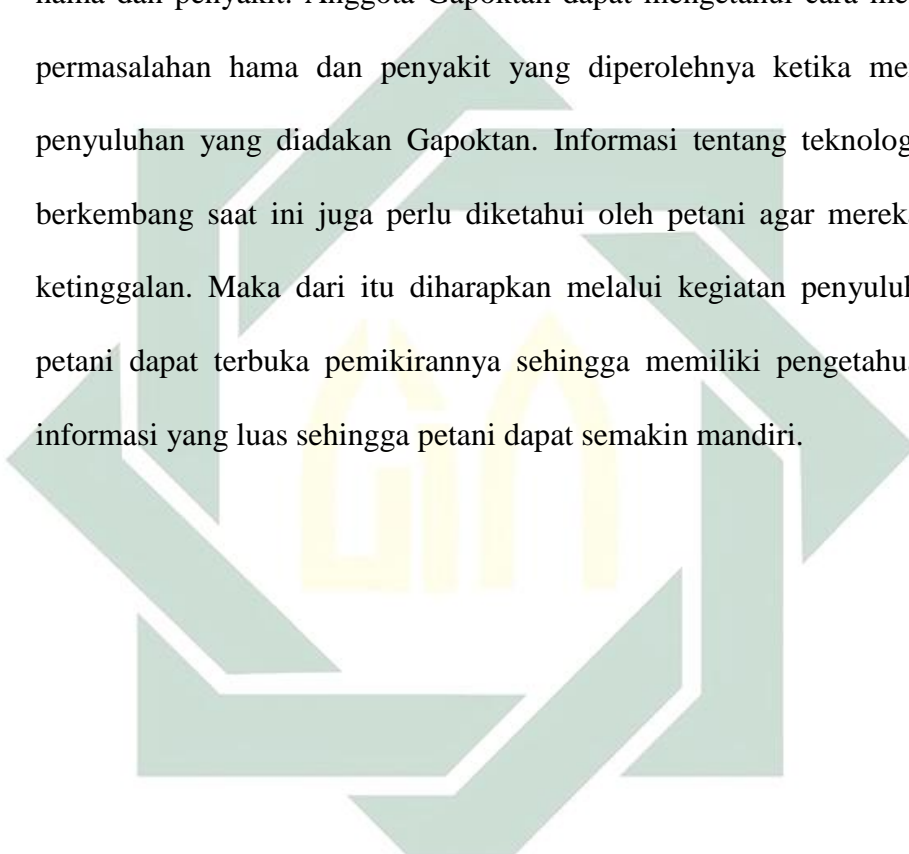 hama dan penyakit. Anggota Gapoktan dapat mengetahui cara me
permasalahan hama dan penyakit yang diperolehnya ketika me
penyuluhan yang diadakan Gapoktan. Informasi tentang teknolog
berkembang saat ini juga perlu diketahui oleh petani agar merek
ketinggalan. Maka dari itu diharapkan melalui kegiatan penyulu
petani dapat terbuka pemikirannya sehingga memiliki pengetahu
informasi yang luas sehingga petani dapat semakin mandiri.